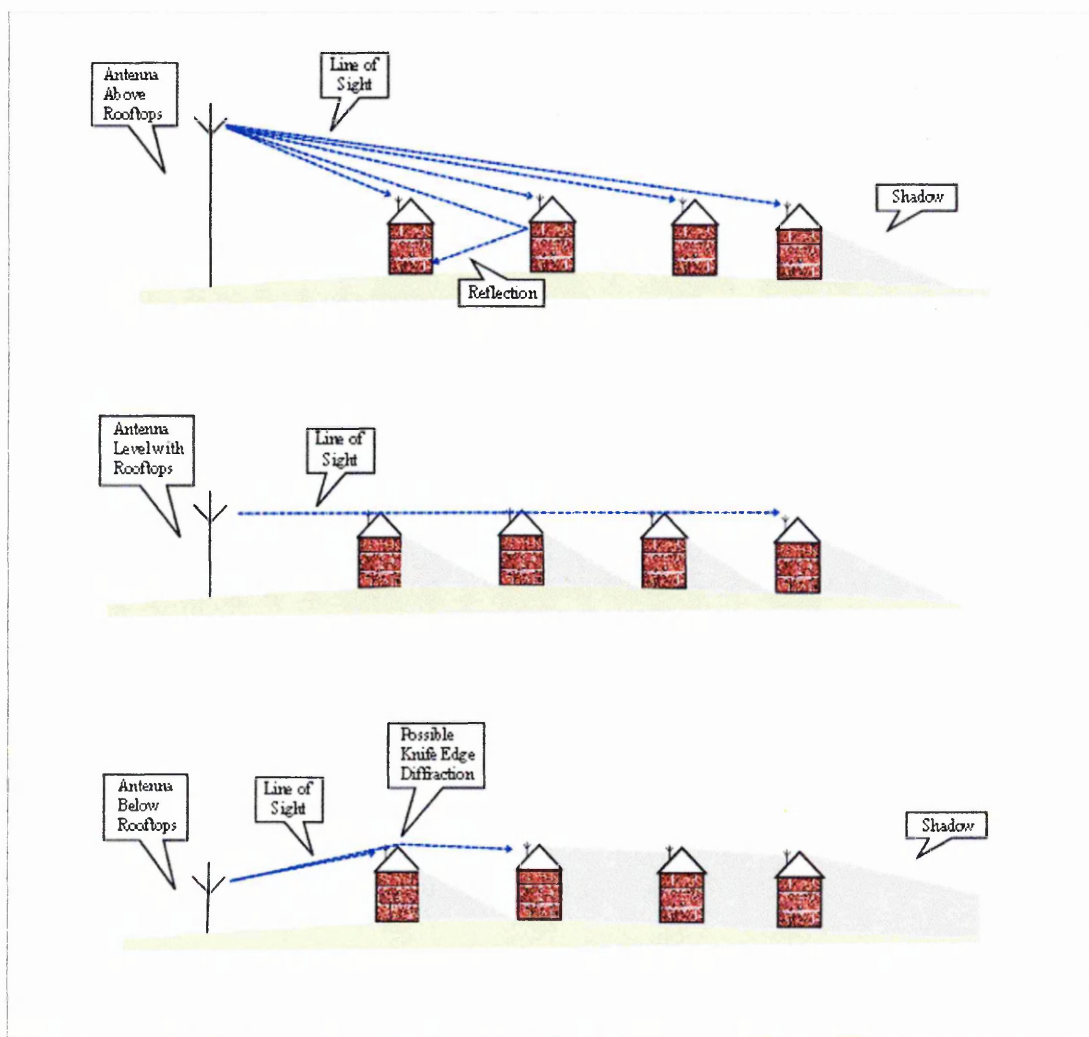 Antenna
Above
Rooftops
Line of
Sight
Shadow
Reflection
Antenna
Level with
Rooftops
Line of
Sight
Possible
Knife Edge
Diffraction
Antenna
Below
Rooftops
Line of
Sight
Shadow